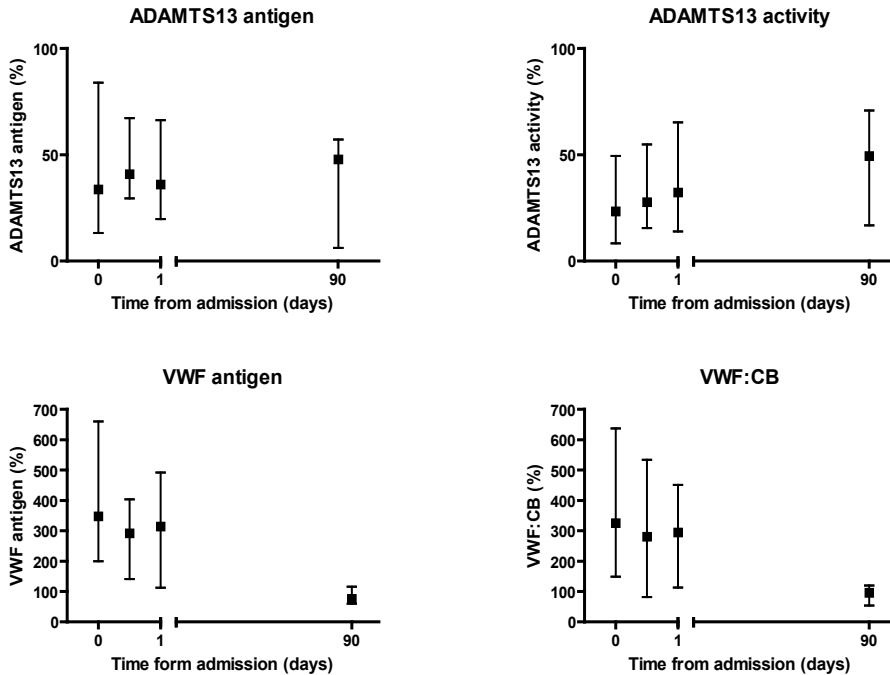 ADAMTS13 antigen
ADAMTS13 antigen (%)
100
50
0
0 1 90
Time from admission (days)
ADAMTS13 activity
ADAMTS13 activity (%)
100
50
0
0 1 90
Time from admission (days)
VWF antigen
VWF antigen (%)
700
600
500
400
300
200
100
0
0 1 90
Time form admission (days)
VWF:CB
VWF:CB (%)
700
600
500
400
300
200
100
0
0 1 90
Time from admission (days)